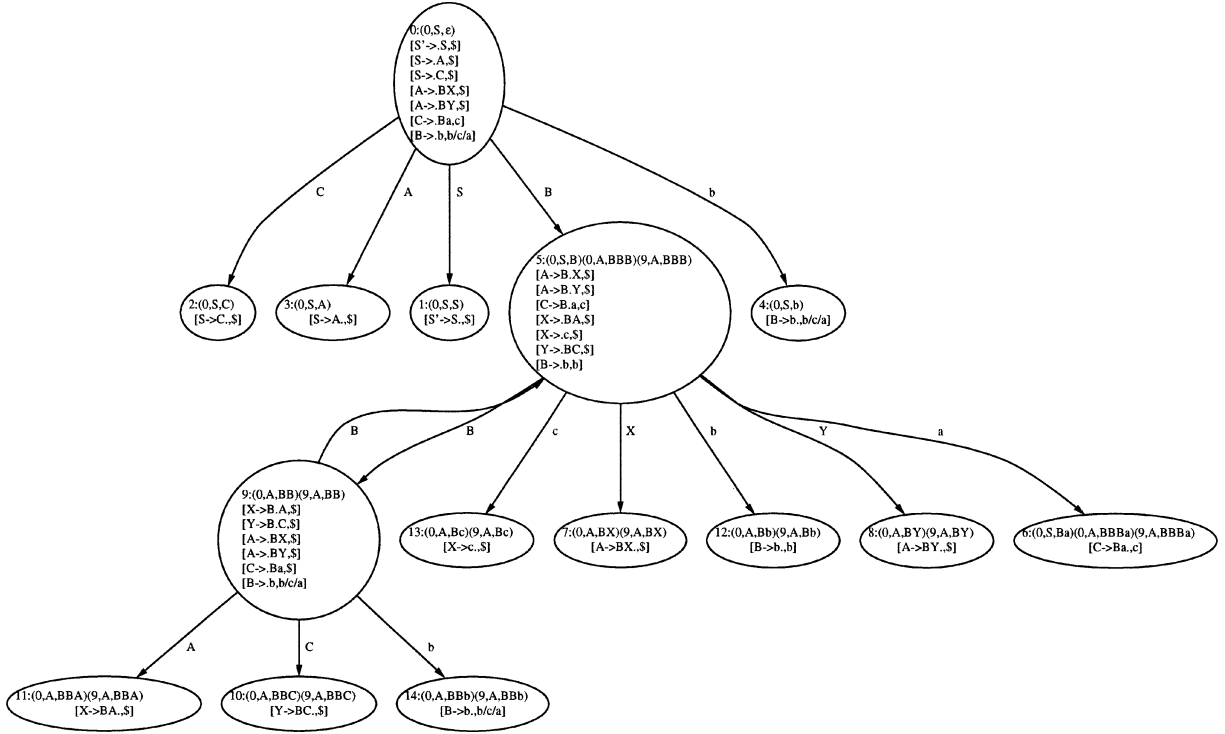 0:(0,S,ε)
[S'->.S,$]
[S->.A,$]
[S->.C,$]
[A->.BX,$]
[A->.BY,$]
[C->.Ba,c]
[B->.b,b/c/a]
C
A
S
B
b
2:(0,S,C)
[S->C.,$]
3:(0,S,A)
[S->A.,$]
1:(0,S,S)
[S'->S.,$]
5:(0,S,B)(0,A,BBB)(9,A,BBB)
[A->B.X,$]
[A->B.Y,$]
[C->B.a,c]
[X->.BA,$]
[X->.c,$]
[Y->.BC,$]
[B->.b,b]
4:(0,S,b)
[B->b.,b/c/a]
B
B
c
X
b
Y
a
9:(0,A,BB)(9,A,BB)
[X->B.A,$]
[Y->B.C,$]
[A->.BX,$]
[A->.BY,$]
[C->.Ba,$]
[B->.b,b/c/a]
13:(0,A,Bc)(9,A,Bc)
[X->c.,$]
7:(0,A,BX)(9,A,BX)
[A->BX.,$]
12:(0,A,Bb)(9,A,Bb)
[B->b.,b]
8:(0,A,BY)(9,A,BY)
[A->BY.,$]
6:(0,S,Ba)(0,A,BBBa)(9,A,BBBa)
[C->Ba.,c]
A
C
b
11:(0,A,BBA)(9,A,BBA)
[X->BA.,$]
10:(0,A,BBC)(9,A,BBC)
[Y->BC.,$]
14:(0,A,BBb)(9,A,BBb)
[B->b.,b/c/a]